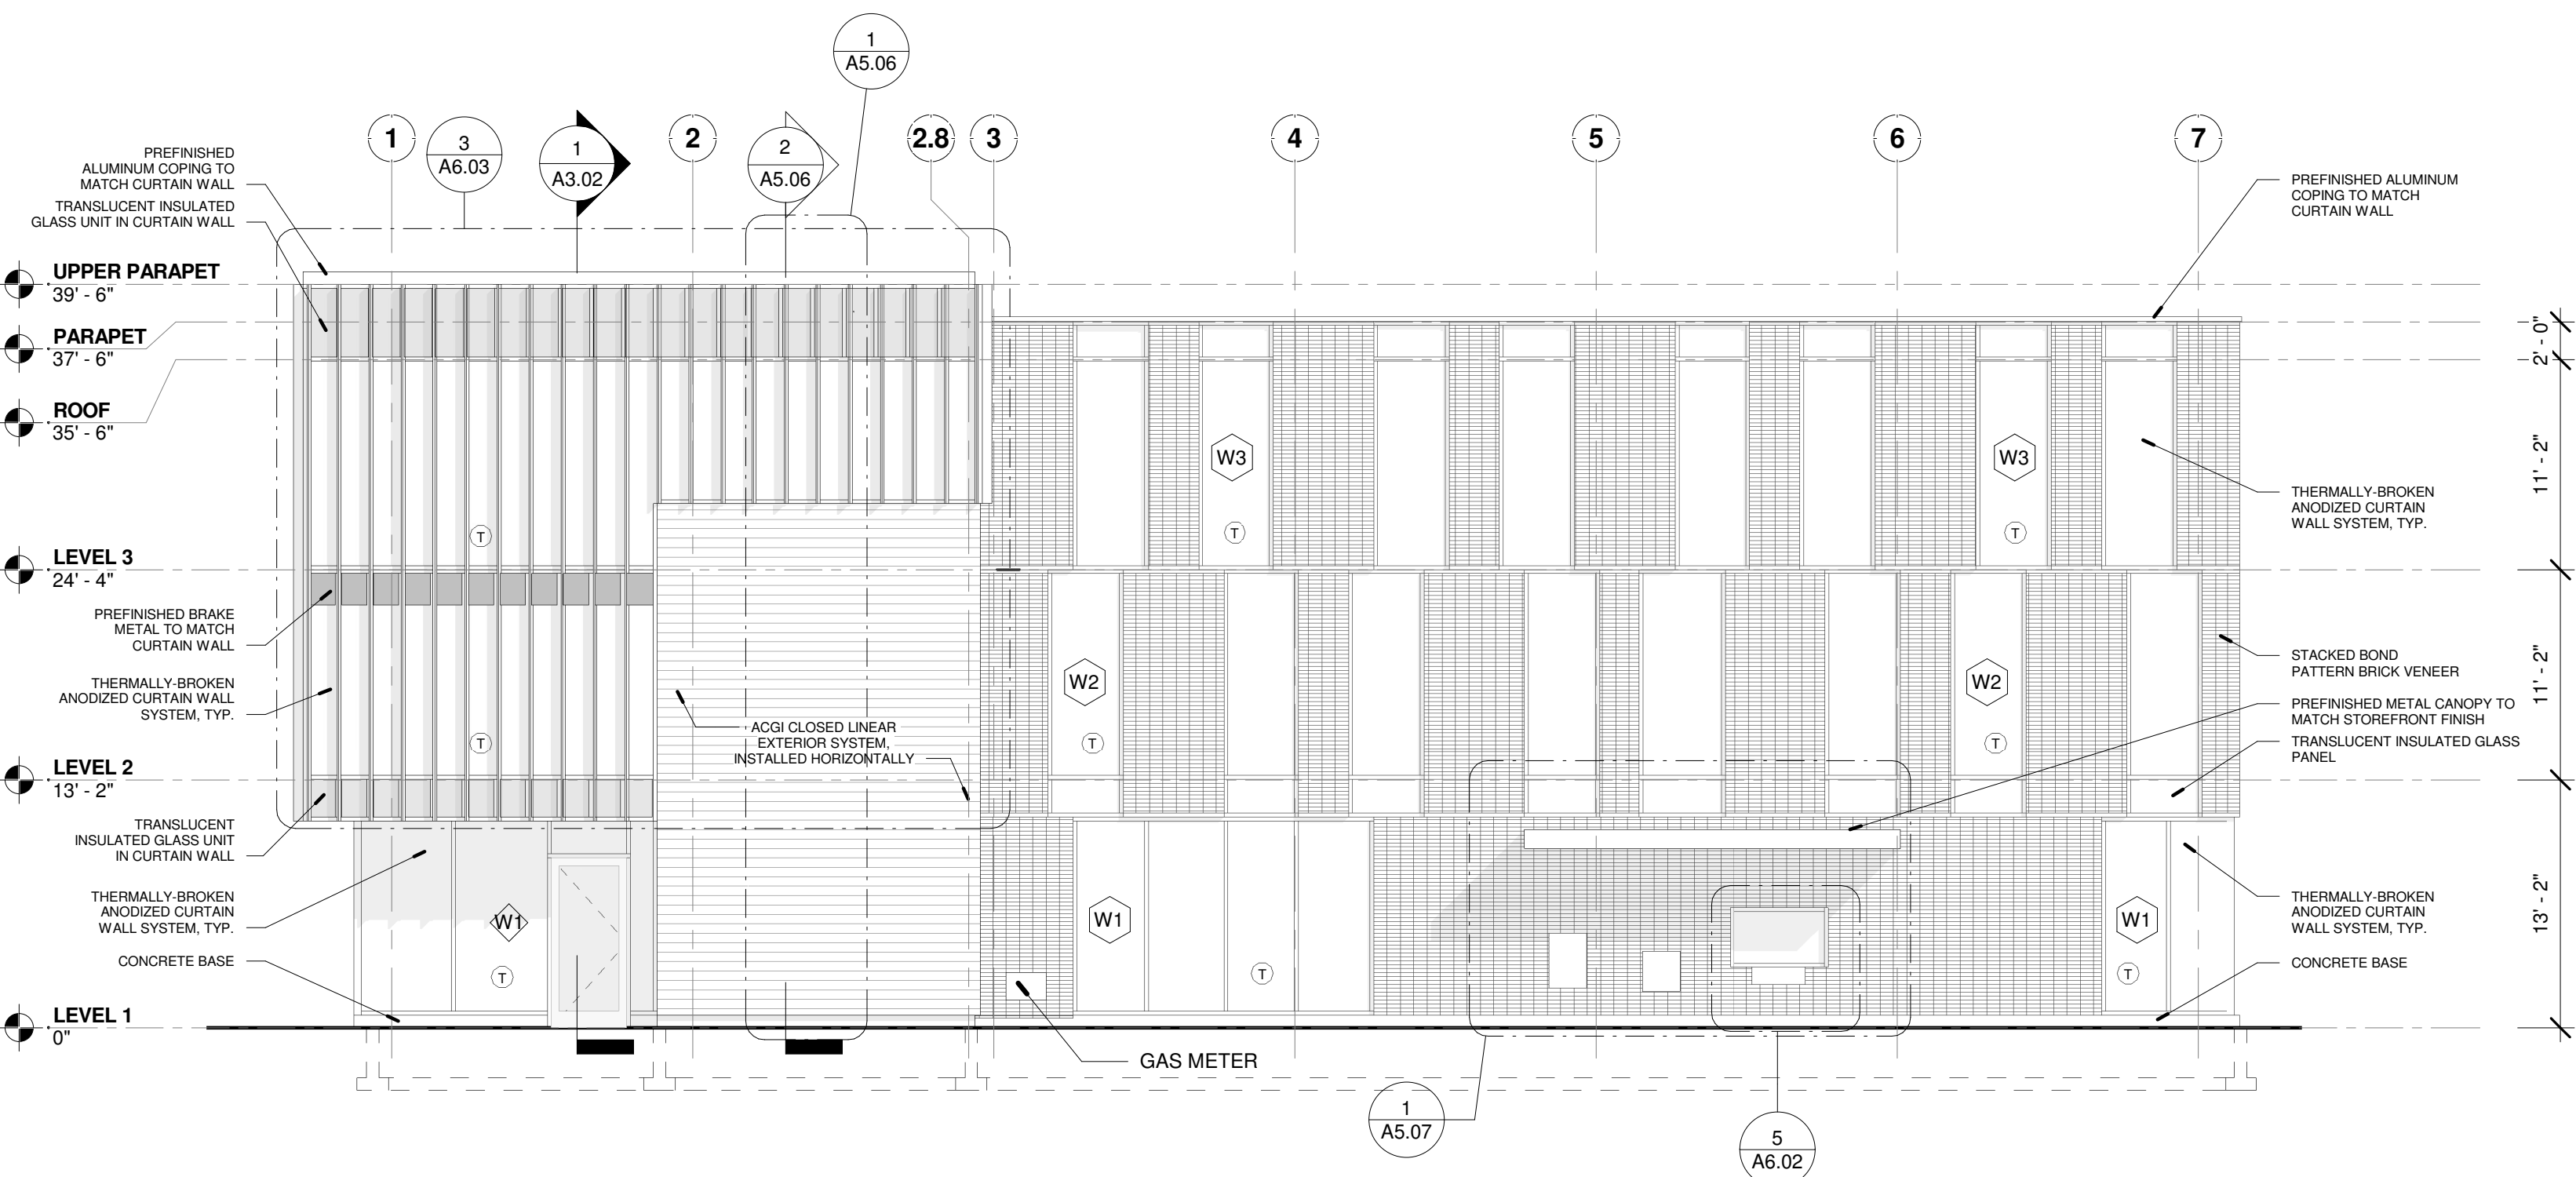 1
A5.06
1
3
A6.03
1
A3.02
2
2
A5.06
2.8
3
4
5
6
7
PREFINISHED
ALUMINUM COPING TO
MATCH CURTAIN WALL
TRANSLUCENT INSULATED
GLASS UNIT IN CURTAIN WALL
UPPER PARAPET
39' - 6"
PARAPET
37' - 6"
ROOF
35' - 6"
LEVEL 3
24' - 4"
PREFINISHED BRAKE
METAL TO MATCH
CURTAIN WALL
THERMALLY-BROKEN
ANODIZED CURTAIN WALL
SYSTEM, TYP.
LEVEL 2
13' - 2"
TRANSLUCENT
INSULATED GLASS UNIT
IN CURTAIN WALL
THERMALLY-BROKEN
ANODIZED CURTAIN
WALL SYSTEM, TYP.
CONCRETE BASE
LEVEL 1
0"
T
T
W1
T
ACGI CLOSED LINEAR
EXTERIOR SYSTEM,
INSTALLED HORIZONTALLY
W3
T
W3
T
W2
T
W2
T
W1
T
W1
T
GAS METER
1
A5.07
5
A6.02
PREFINISHED ALUMINUM
COPING TO MATCH
CURTAIN WALL
THERMALLY-BROKEN
ANODIZED CURTAIN
WALL SYSTEM, TYP.
STACKED BOND
PATTERN BRICK VENEER
PREFINISHED METAL CANOPY TO
MATCH STOREFRONT FINISH
TRANSLUCENT INSULATED GLASS
PANEL
THERMALLY-BROKEN
ANODIZED CURTAIN
WALL SYSTEM, TYP.
CONCRETE BASE
2' - 0"
11' - 2"
11' - 2"
13' - 2"